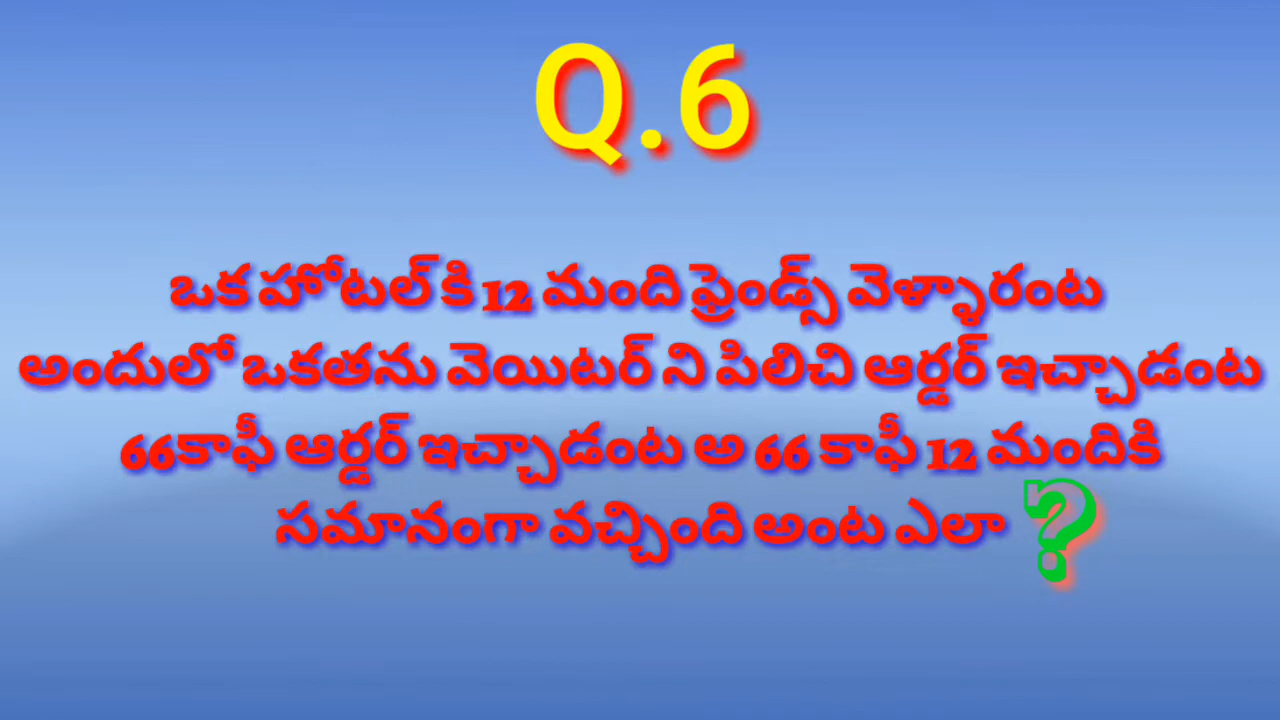 Q.6
ఒక హోటల్ కి 12 మంది ఫ్రెండ్స్ వెళ్ళారంట
అందులో ఒకతను వెయిటర్ ని పిలిచి ఆర్డర్ ఇచ్చాడంట
66కాఫీ ఆర్డర్ ఇచ్చాడంట అ 66 కాఫీ 12 మందికి
సమానంగా వచ్చింది అంట ఎలా ?